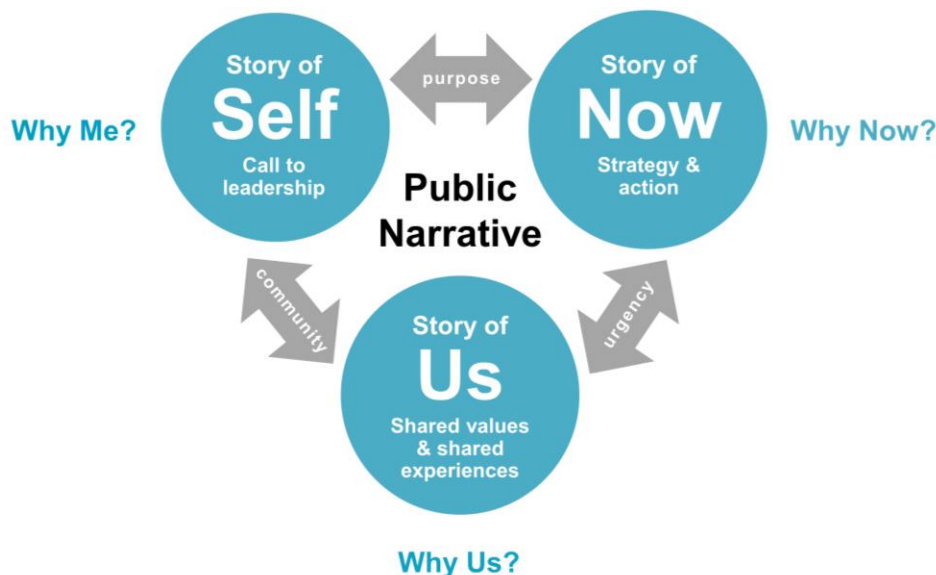 Story of
Self
Call to
leadership
Why Me?
purpose
Story of
Now
Strategy &
action
Why Now?
Public
Narrative
community
urgency
Story of
Us
Shared values
& shared
experiences
Why Us?